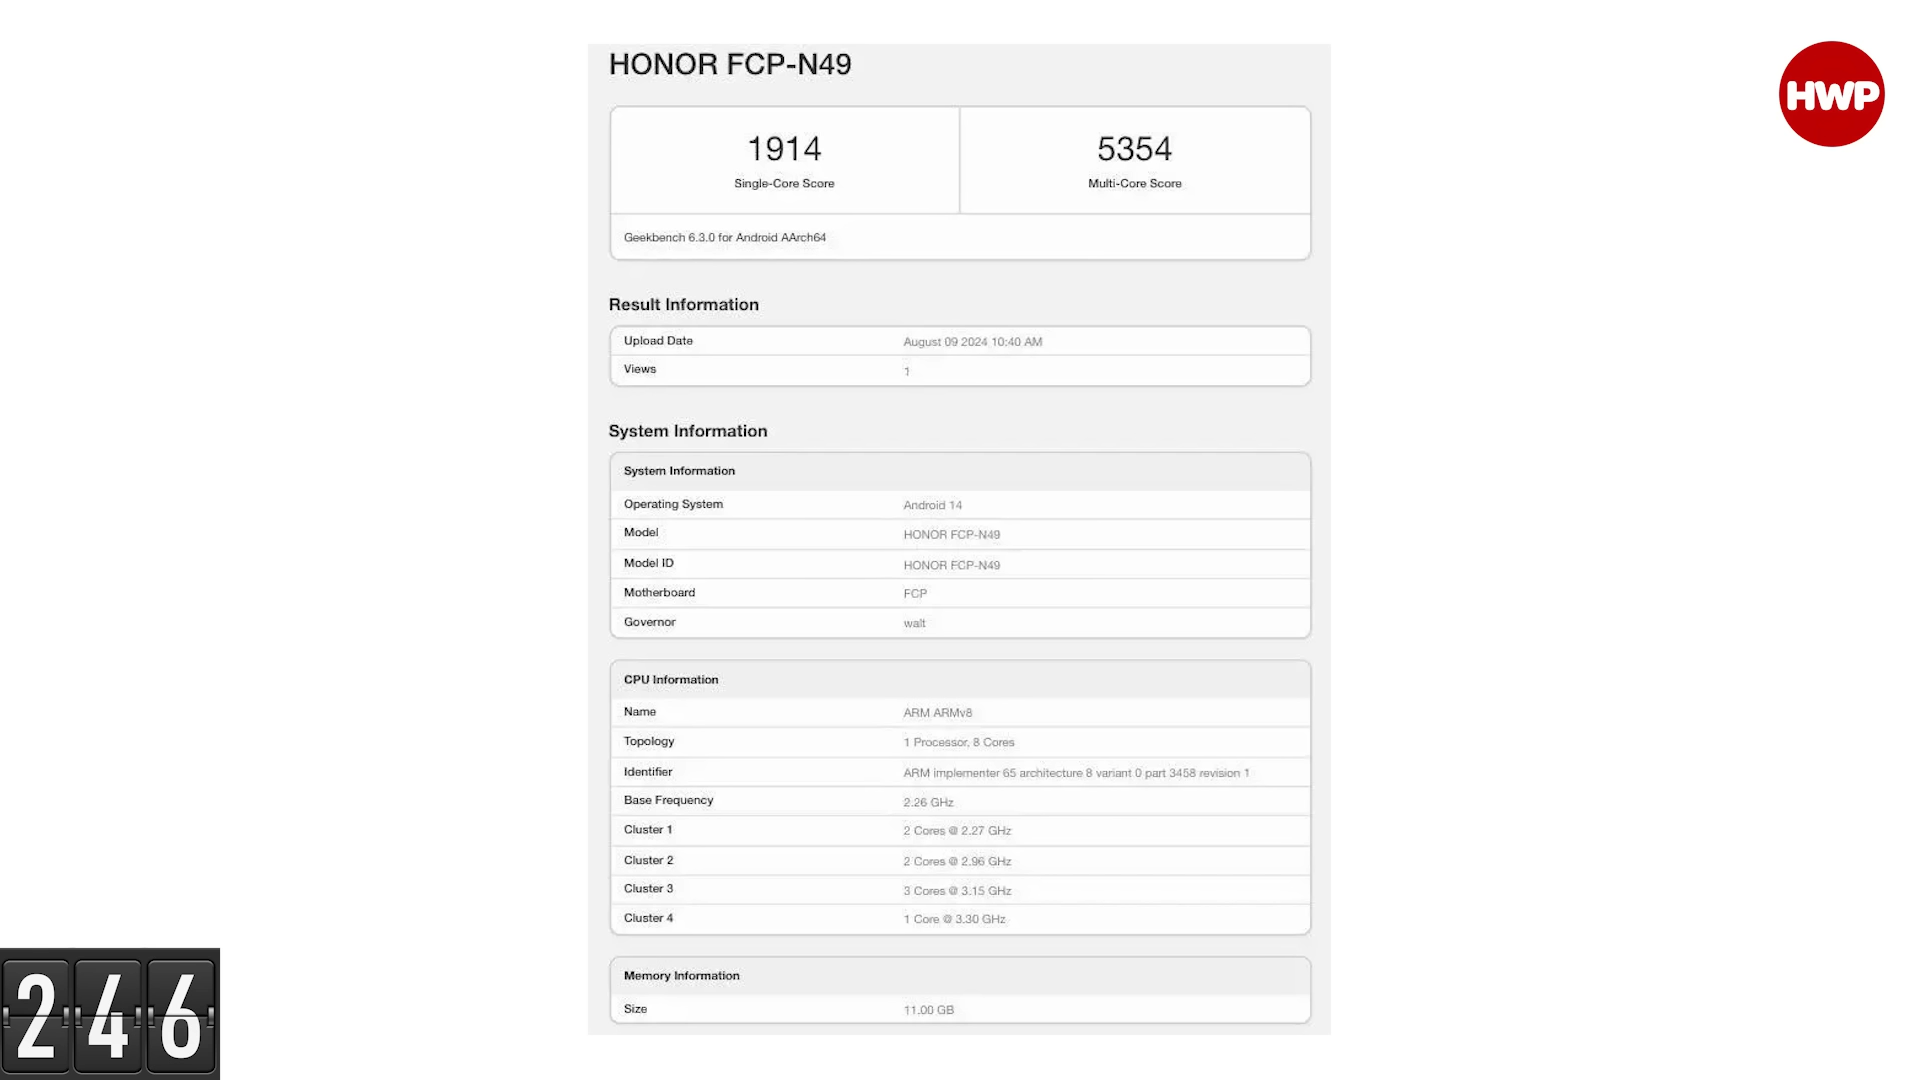 HONOR FCP-N49
HWP
1914
Single-Core Score
5354
Multi-Core Score
Geekbench 6.3.0 for Android AArch64
Result Information
Upload Date August 09 2024 10:40 AM
Views 1
System Information
System Information
Operating System Android 14
Model HONOR FCP-N49
Model ID HONOR FCP-N49
Motherboard FCP
Governor walt
CPU Information
Name ARM ARMv8
Topology 1 Processor, 8 Cores
Identifier ARM implementer 65 architecture 8 variant 0 part 3458 revision 1
Base Frequency 2.26 GHz
Cluster 1 2 Cores @ 2.27 GHz
Cluster 2 2 Cores @ 2.96 GHz
Cluster 3 3 Cores @ 3.15 GHz
Cluster 4 1 Core @ 3.30 GHz
Memory Information
Size 11.00 GB
246